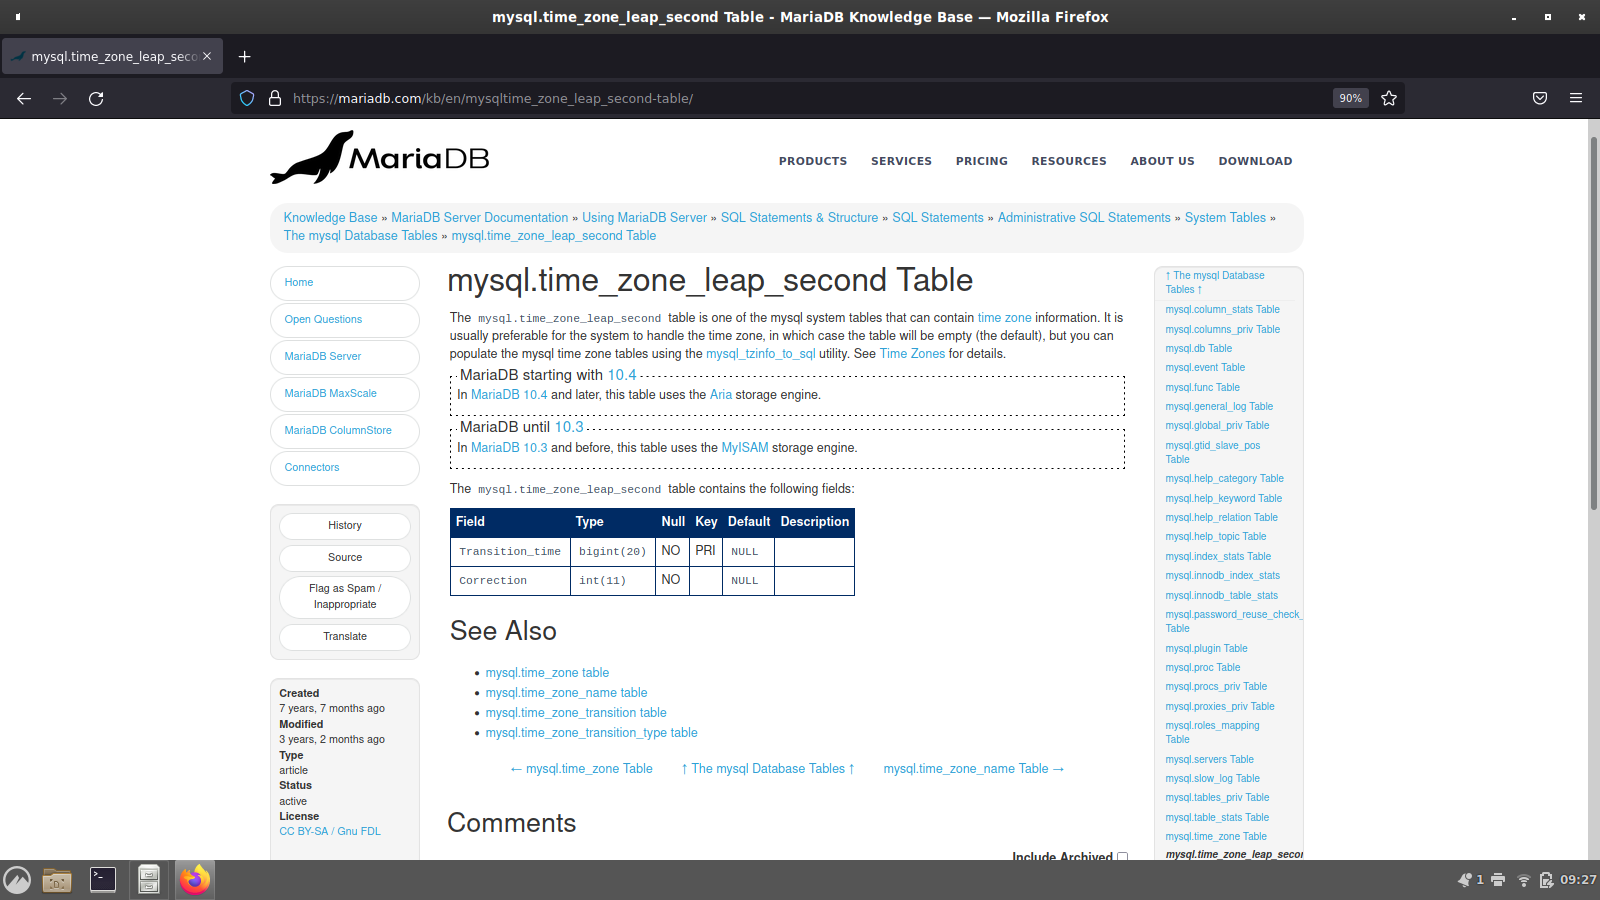 mysql.time_zone_leap_second Table - MariaDB Knowledge Base — Mozilla Firefox
mysql.time_zone_leap_seco
https://mariadb.com/kb/en/mysqltime_zone_leap_second-table/
90%
MariaDB
PRODUCTS
SERVICES
PRICING
RESOURCES
ABOUT US
DOWNLOAD
Knowledge Base » MariaDB Server Documentation » Using MariaDB Server » SQL Statements & Structure » SQL Statements » Administrative SQL Statements » System Tables »
The mysql Database Tables » mysql.time_zone_leap_second Table
Home
Open Questions
MariaDB Server
MariaDB MaxScale
MariaDB ColumnStore
Connectors
History
Source
Flag as Spam /
Inappropriate
Translate
Created
7 years, 7 months ago
Modified
3 years, 2 months ago
Type
article
Status
active
License
CC BY-SA / Gnu FDL
mysql.time_zone_leap_second Table
The mysql.time_zone_leap_second table is one of the mysql system tables that can contain time zone information. It is
usually preferable for the system to handle the time zone, in which case the table will be empty (the default), but you can
populate the mysql time zone tables using the mysql_tzinfo_to_sql utility. See Time Zones for details.
MariaDB starting with 10.4
In MariaDB 10.4 and later, this table uses the Aria storage engine.
MariaDB until 10.3
In MariaDB 10.3 and before, this table uses the MyISAM storage engine.
The mysql.time_zone_leap_second table contains the following fields:
Field Type Null Key Default Description
Transition_time bigint(20) NO PRI NULL
Correction int(11) NO NULL
See Also
• mysql.time_zone table
• mysql.time_zone_name table
• mysql.time_zone_transition table
• mysql.time_zone_transition_type table
← mysql.time_zone Table
↑ The mysql Database Tables ↑
mysql.time_zone_name Table →
Comments
Include Archived
↑ The mysql Database
Tables ↑
mysql.column_stats Table
mysql.columns_priv Table
mysql.db Table
mysql.event Table
mysql.func Table
mysql.general_log Table
mysql.global_priv Table
mysql.gtid_slave_pos
Table
mysql.help_category Table
mysql.help_keyword Table
mysql.help_relation Table
mysql.help_topic Table
mysql.index_stats Table
mysql.innodb_index_stats
mysql.innodb_table_stats
mysql.password_reuse_check_
Table
mysql.plugin Table
mysql.proc Table
mysql.procs_priv Table
mysql.proxies_priv Table
mysql.roles_mapping
Table
mysql.servers Table
mysql.slow_log Table
mysql.tables_priv Table
mysql.table_stats Table
mysql.time_zone Table
mysql.time_zone_leap_secon
1
09:27